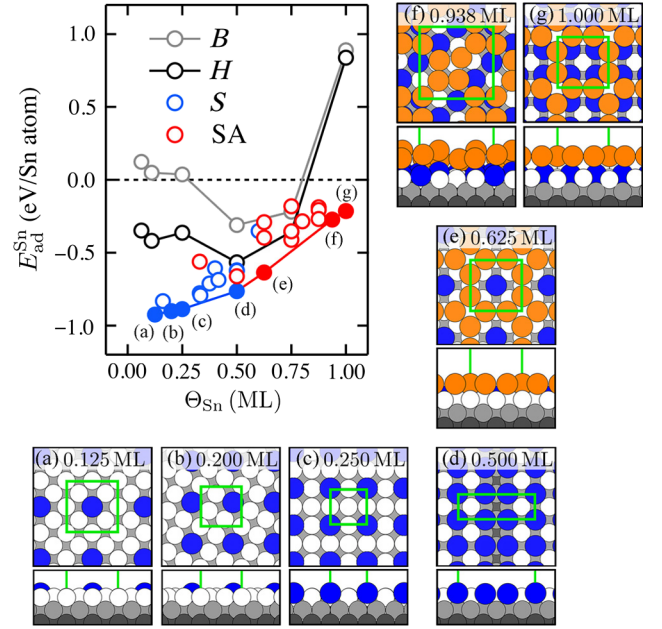 1.0
0.5
0.0
−0.5
−1.0
E_ad^Sn (eV/Sn atom)
B
H
S
SA
(a)
(b)
(c)
(d)
(e)
(f)
(g)
0.00 0.25 0.50 0.75 1.00
Θ_Sn (ML)
(f) 0.938 ML
(g) 1.000 ML
(e) 0.625 ML
(a) 0.125 ML
(b) 0.200 ML
(c) 0.250 ML
(d) 0.500 ML